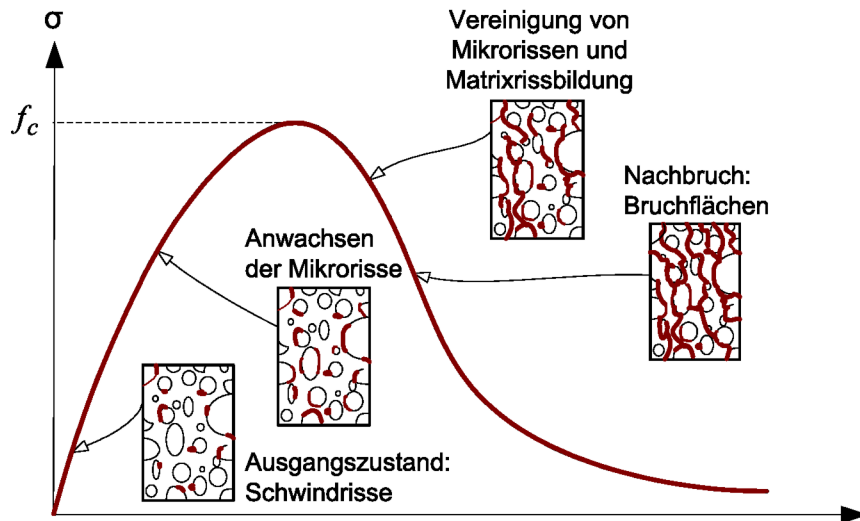 σ
f_c
Vereinigung von
Mikrorissen und
Matrixrissbildung
Nachbruch:
Bruchflächen
Anwachsen
der Mikrorisse
Ausgangszustand:
Schwindrisse